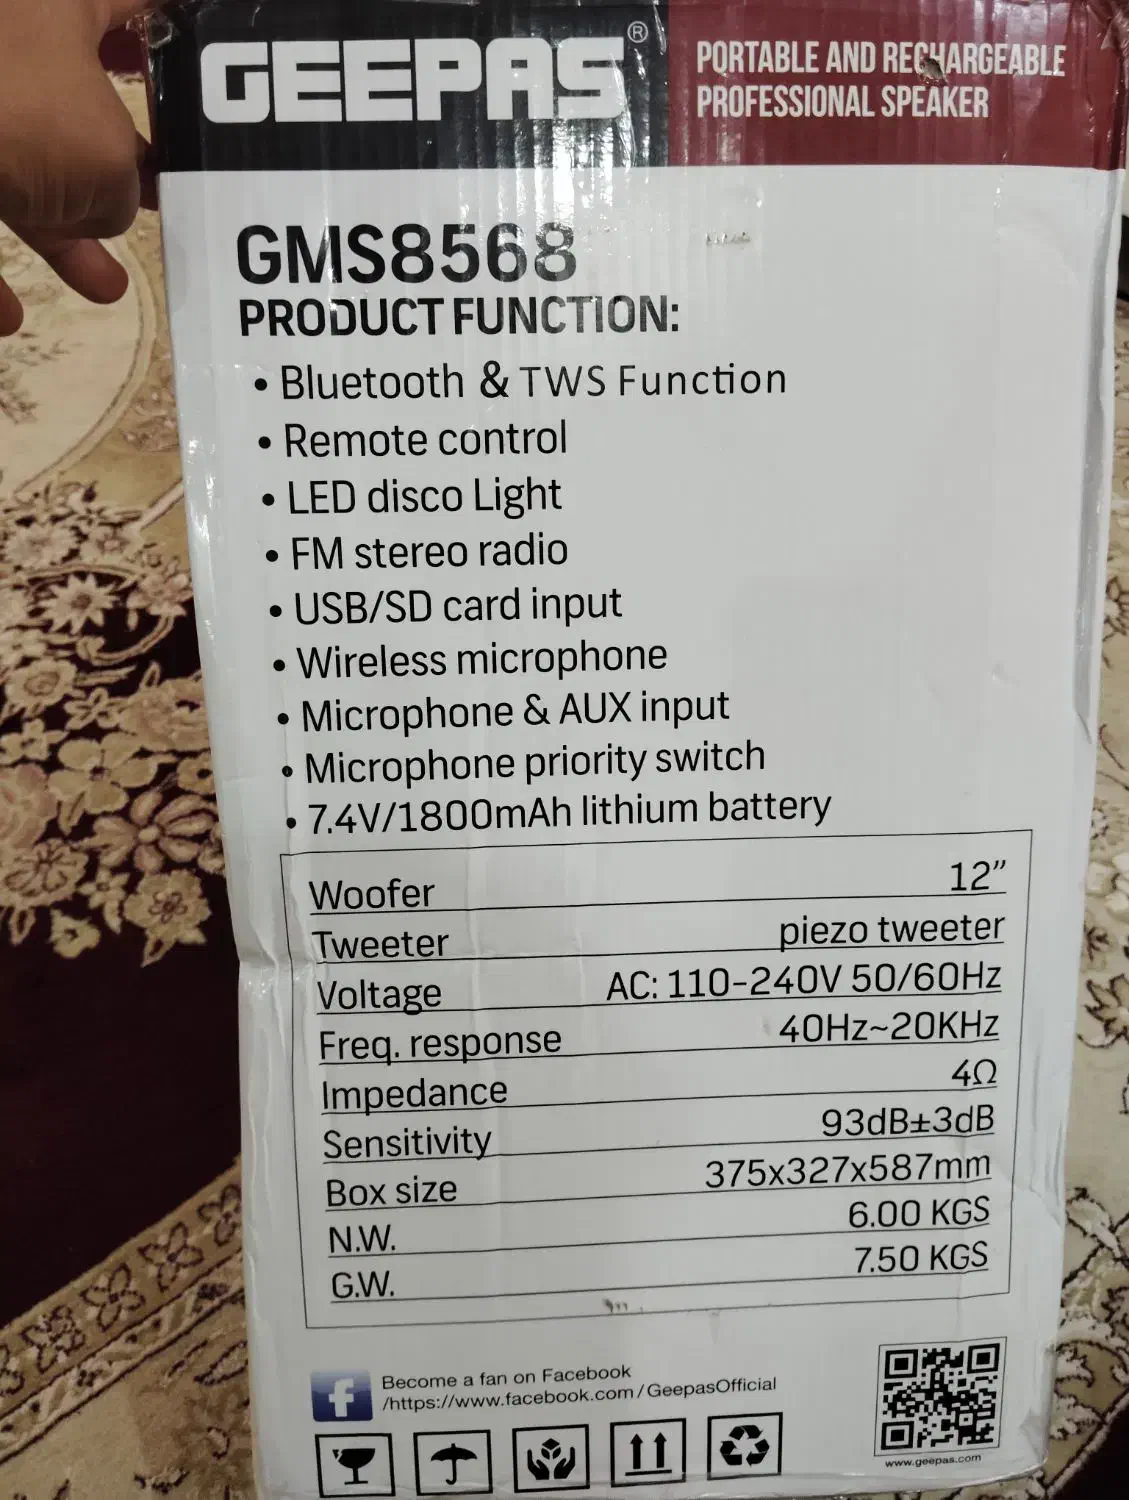 GEEPAS®
PORTABLE AND RECHARGEABLE
PROFESSIONAL SPEAKER
GMS8568
PRODUCT FUNCTION:
• Bluetooth & TWS Function
• Remote control
• LED disco Light
• FM stereo radio
• USB/SD card input
• Wireless microphone
• Microphone & AUX input
• Microphone priority switch
• 7.4V/1800mAh lithium battery
Woofer 12”
Tweeter piezo tweeter
Voltage AC: 110-240V 50/60Hz
Freq. response 40Hz~20KHz
Impedance 4Ω
Sensitivity 93dB±3dB
Box size 375x327x587mm
N.W. 6.00 KGS
G.W. 7.50 KGS
Become a fan on Facebook
/https://www.facebook.com/GeepasOfficial
www.geepas.com